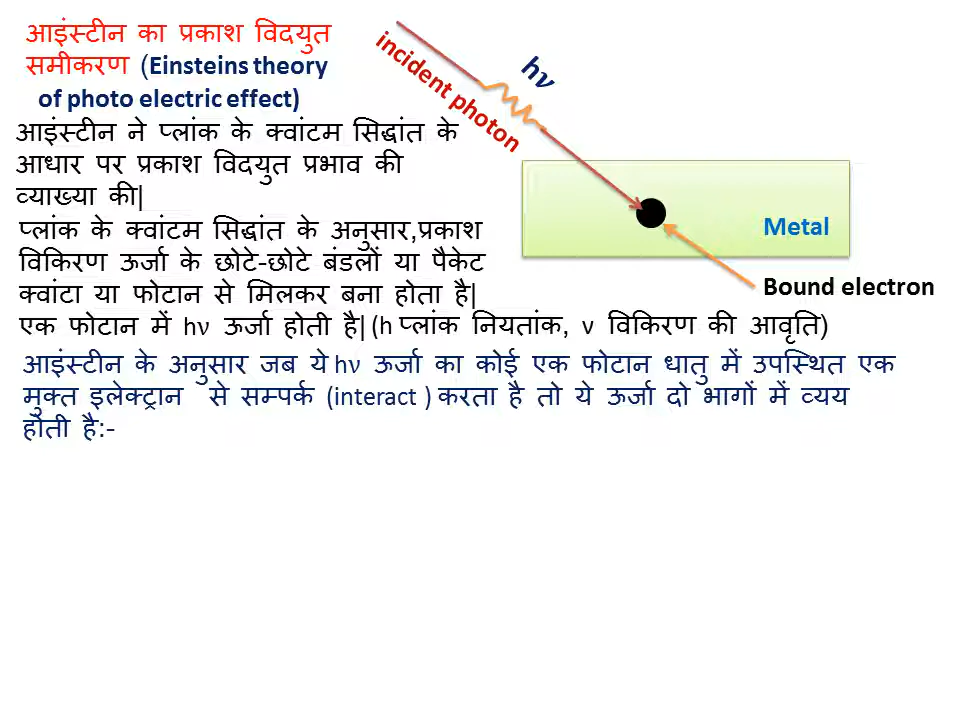 आइंस्टीन का प्रकाश विदयुत
समीकरण (Einsteins theory
of photo electric effect)
आइंस्टीन ने प्लांक के क्वांटम सिद्धांत के
आधार पर प्रकाश विदयुत प्रभाव की
व्याख्या की|
प्लांक के क्वांटम सिद्धांत के अनुसार,प्रकाश
विकिरण ऊर्जा के छोटे-छोटे बंडलों या पैकेट
क्वांटा या फोटान से मिलकर बना होता है|
एक फोटान में hν ऊर्जा होती है| (h प्लांक नियतांक, ν विकिरण की आवृति)
आइंस्टीन के अनुसार जब ये hν ऊर्जा का कोई एक फोटान धातु में उपस्थित एक
मुक्त इलेक्ट्रान से सम्पर्क (interact ) करता है तो ये ऊर्जा दो भागों में व्यय
होती है:-
incident photon
hν
Metal
Bound electron